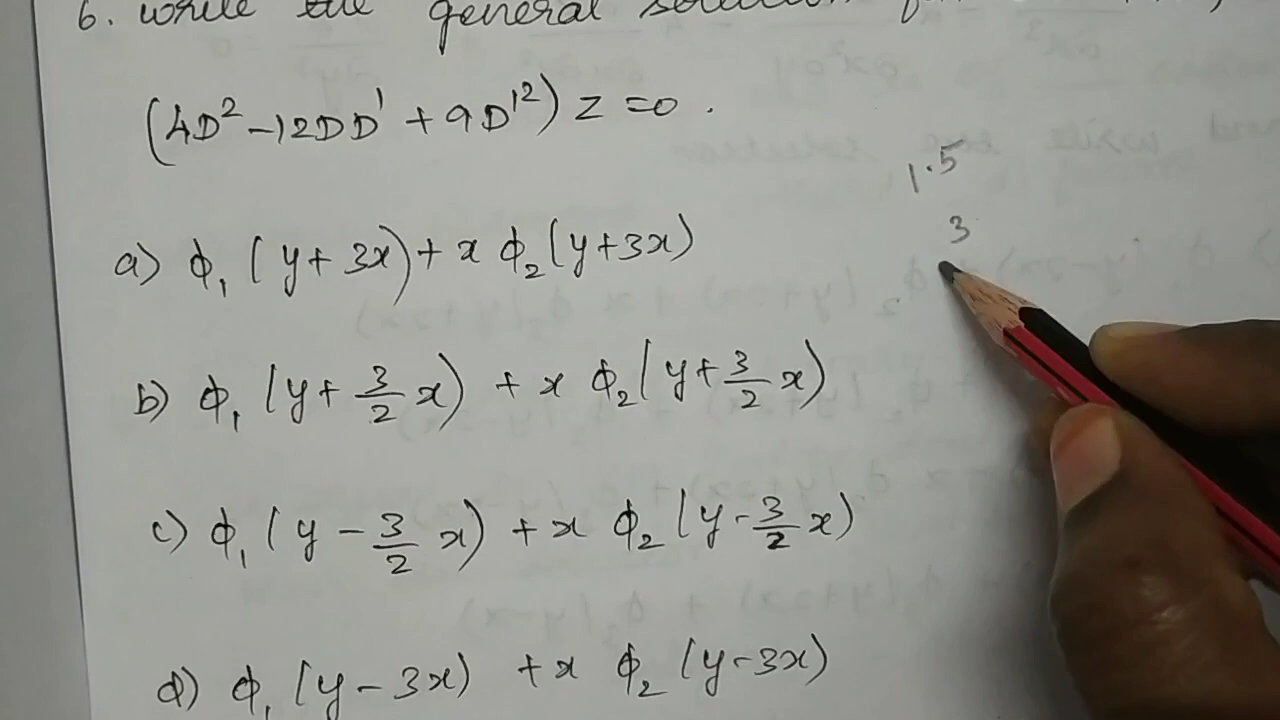 6. write the general solution
(4D² - 12DD' + 9D'²) z = 0 .
1.5
3
a) ϕ₁ (y + 3x) + x ϕ₂ (y + 3x)
b) ϕ₁ (y + 3/2 x) + x ϕ₂ (y + 3/2 x)
c) ϕ₁ (y - 3/2 x) + x ϕ₂ (y - 3/2 x)
d) ϕ₁ (y - 3x) + x ϕ₂ (y - 3x)